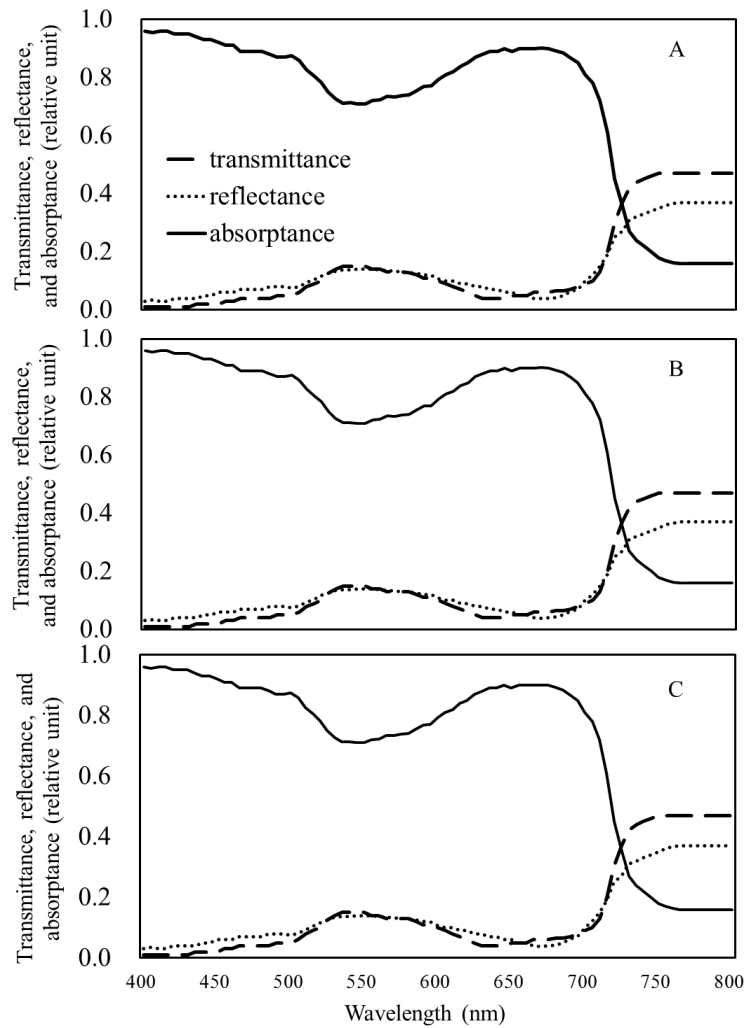 Transmittance, reflectance,
and absorptance (relative unit)
1.0
0.8
0.6
0.4
0.2
0.0
A
transmittance
reflectance
absorptance
Transmittance, reflectance,
and absorptance (relative unit)
1.0
0.8
0.6
0.4
0.2
0.0
B
Transmittance, reflectance, and
absorptance (relative unit)
1.0
0.8
0.6
0.4
0.2
0.0
C
400 450 500 550 600 650 700 750 800
Wavelength (nm)